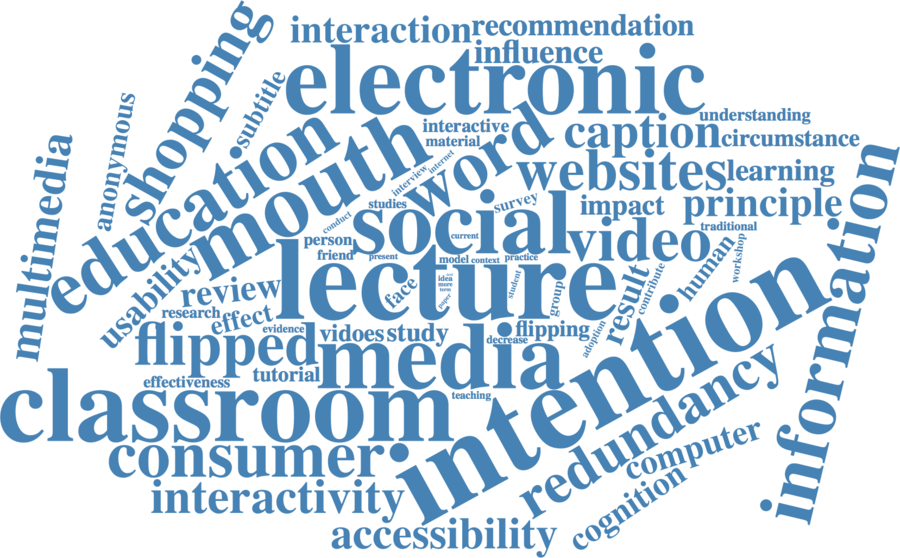 shopping
interaction
recommendation
influence
electronic
subtitle
anonymous
multimedia
education
mouth
word
interactive
material
caption
understanding
circumstance
websites
learning
interview
internet
survey
studies
conduct
social
impact
principle
traditional
information
video
person
friend
current
present
model
context
practice
usability
lecture
idea
more
term
paper
face
student
group
result
contribute
human
workshop
review
research
effect
evidence
flipped
vidoes
study
flipping
decrease
adoption
media
intention
effectiveness
tutorial
teaching
classroom
redundancy
consumer
computer
interactivity
cognition
accessibility